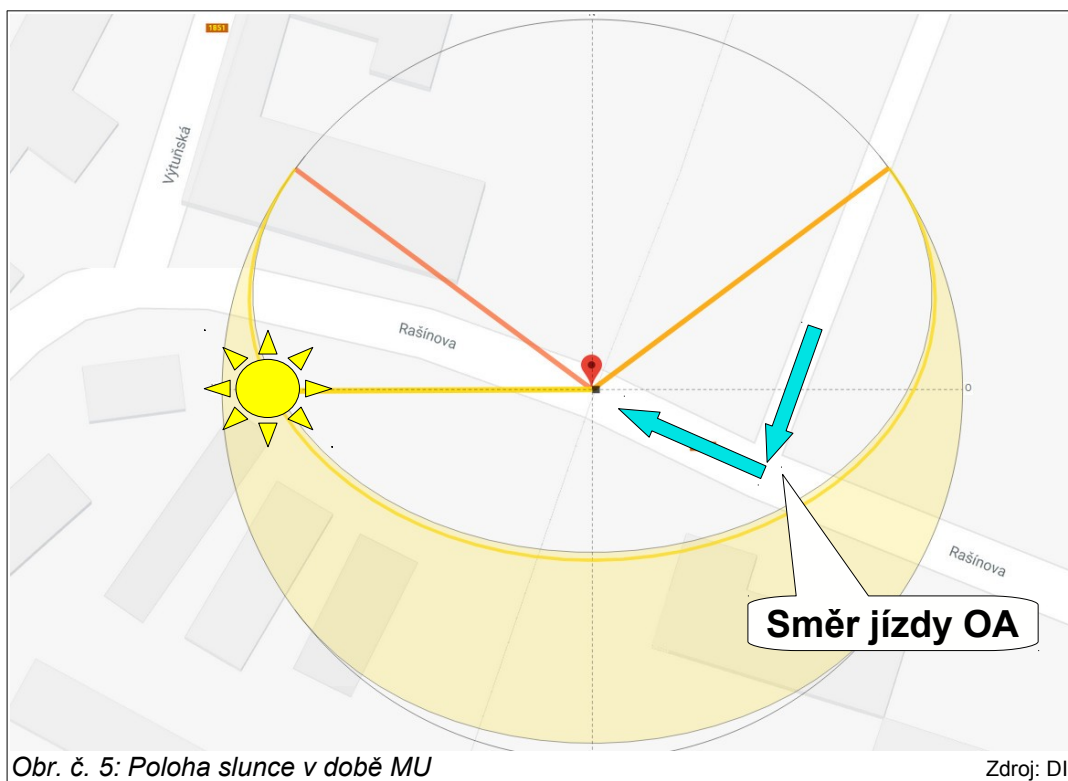 1851
Výtuňská
Rašínova
O
Rašínova
Směr jízdy OA
Obr. č. 5: Poloha slunce v době MU
Zdroj: DI